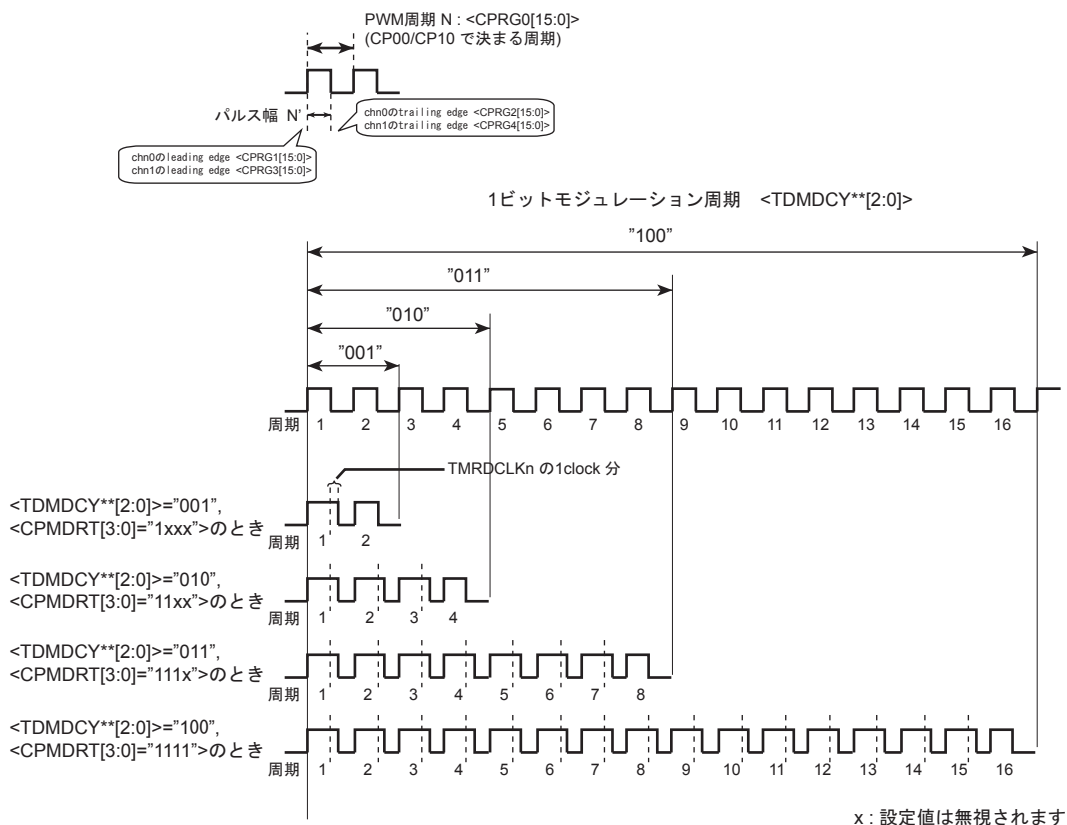 PWM周期 N : <CPRG0[15:0]>
(CP00/CP10 で決まる周期)
パルス幅 N'
chn0のtrailing edge <CPRG2[15:0]>
chn1のtrailing edge <CPRG4[15:0]>
chn0のleading edge <CPRG1[15:0]>
chn1のleading edge <CPRG3[15:0]>
1ビットモジュレーション周期 <TDMDCY**[2:0]>
”100”
”011”
”010”
”001”
周期 1 2 3 4 5 6 7 8 9 10 11 12 13 14 15 16
TMRDCLKn の1clock 分
<TDMDCY**[2:0]>=”001”,
<CPMDRT[3:0]=”1xxx”>のとき
周期 1 2
<TDMDCY**[2:0]>=”010”,
<CPMDRT[3:0]=”11xx”>のとき
周期 1 2 3 4
<TDMDCY**[2:0]>=”011”,
<CPMDRT[3:0]=”111x”>のとき
周期 1 2 3 4 5 6 7 8
<TDMDCY**[2:0]>=”100”,
<CPMDRT[3:0]=”1111”>のとき
周期 1 2 3 4 5 6 7 8 9 10 11 12 13 14 15 16
x : 設定値は無視されます